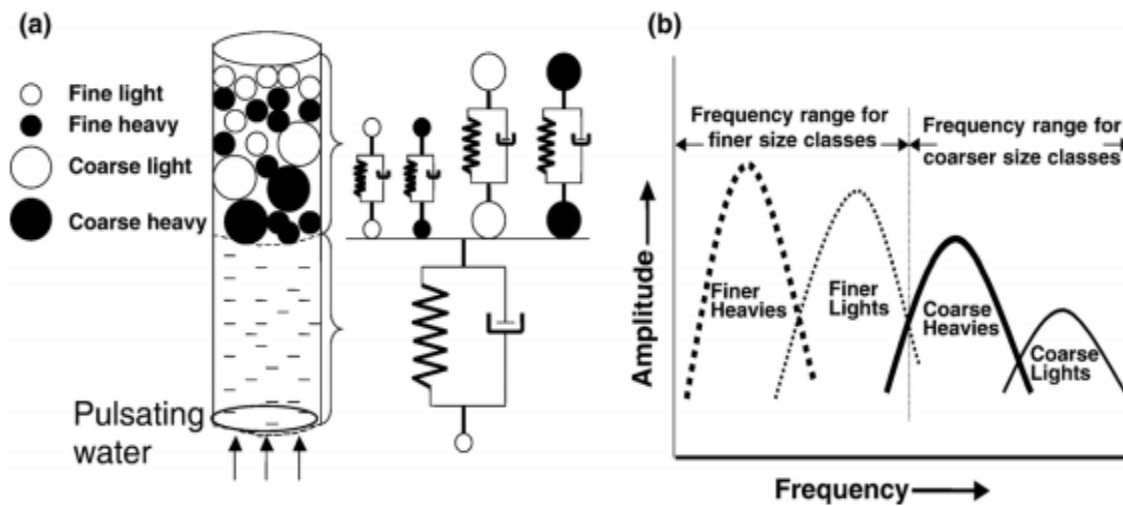 (a)
Fine light
Fine heavy
Coarse light
Coarse heavy
Pulsating
water
(b)
Frequency range for
finer size classes
Frequency range for
coarser size classes
Amplitude
Finer
Heavies
Finer
Lights
Coarse
Heavies
Coarse
Lights
Frequency